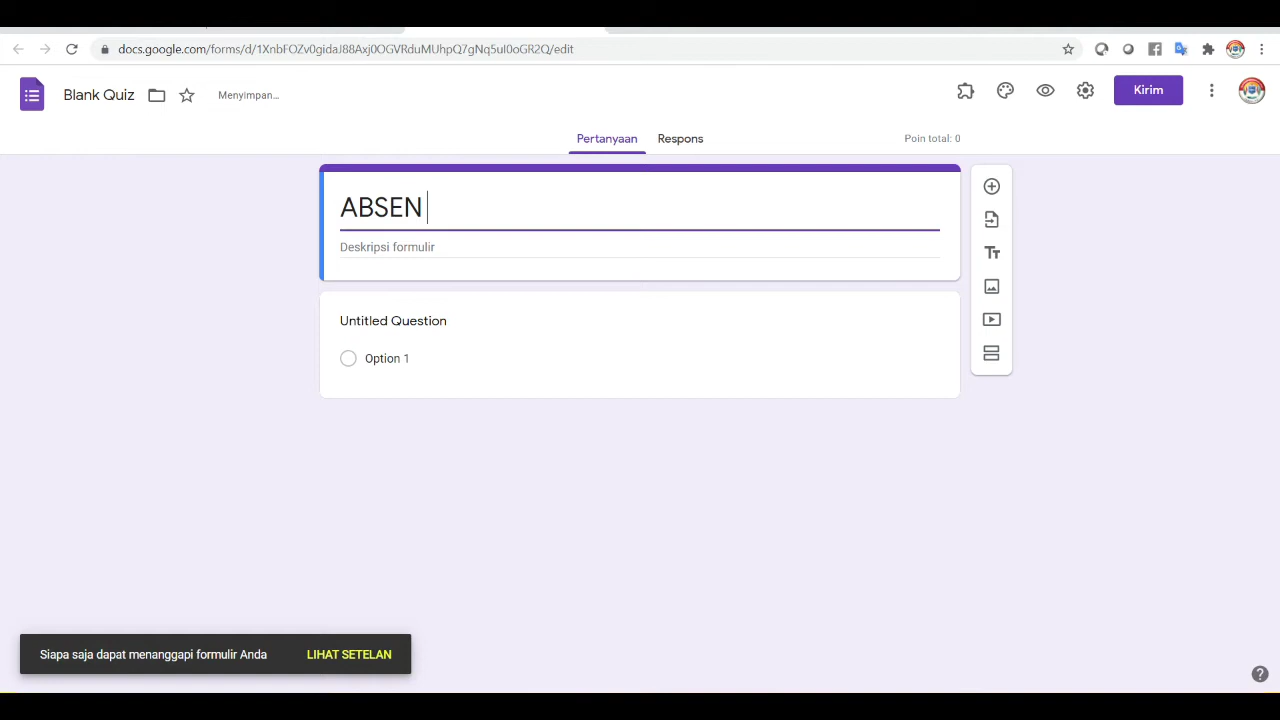 docs.google.com/forms/d/1XnbFOZv0gidaJ88Axj0OGVRduMUhpQ7gNq5uI0oGR2Q/edit
Blank Quiz
Menyimpan...
Kirim
Pertanyaan
Respons
Poin total: 0
ABSEN
Deskripsi formulir
Untitled Question
Option 1
Siapa saja dapat menanggapi formulir Anda
LIHAT SETELAN